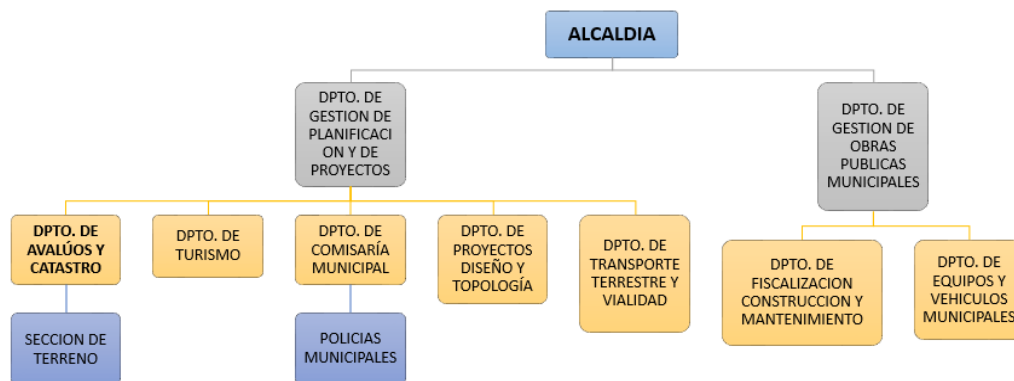 ALCALDIA
DPTO. DE
GESTION DE
PLANIFICACI
ON Y DE
PROYECTOS
DPTO. DE
GESTION DE
OBRAS
PUBLICAS
MUNICIPALES
DPTO. DE
AVALÚOS Y
CATASTRO
DPTO. DE
TURISMO
DPTO. DE
COMISARÍA
MUNICIPAL
DPTO. DE
PROYECTOS
DISEÑO Y
TOPOLOGÍA
DPTO. DE
TRANSPORTE
TERRESTRE Y
VIALIDAD
DPTO. DE
FISCALIZACION
CONSTRUCCION Y
MANTENIMIENTO
DPTO. DE
EQUIPOS Y
VEHICULOS
MUNICIPALES
SECCION DE
TERRENO
POLICIAS
MUNICIPALES